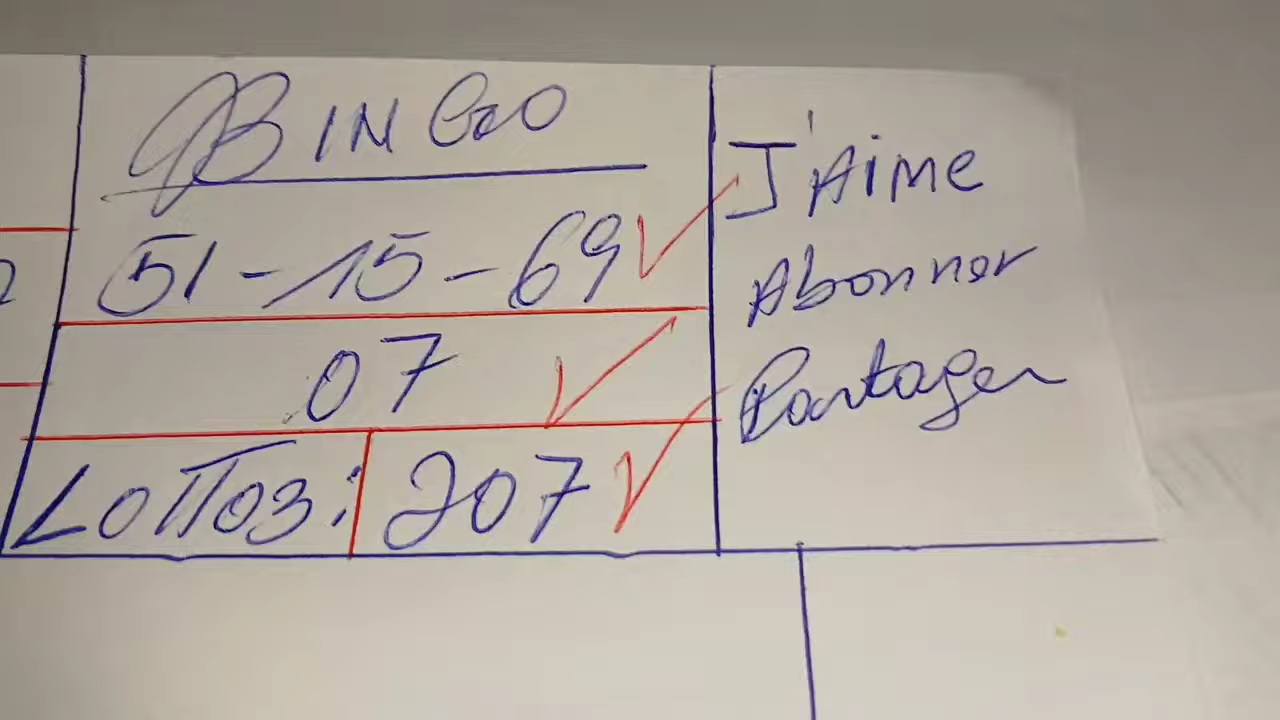 BINGO
51-15-69
07
LOTTO3: 207
J'Aime
Abonner
Partager